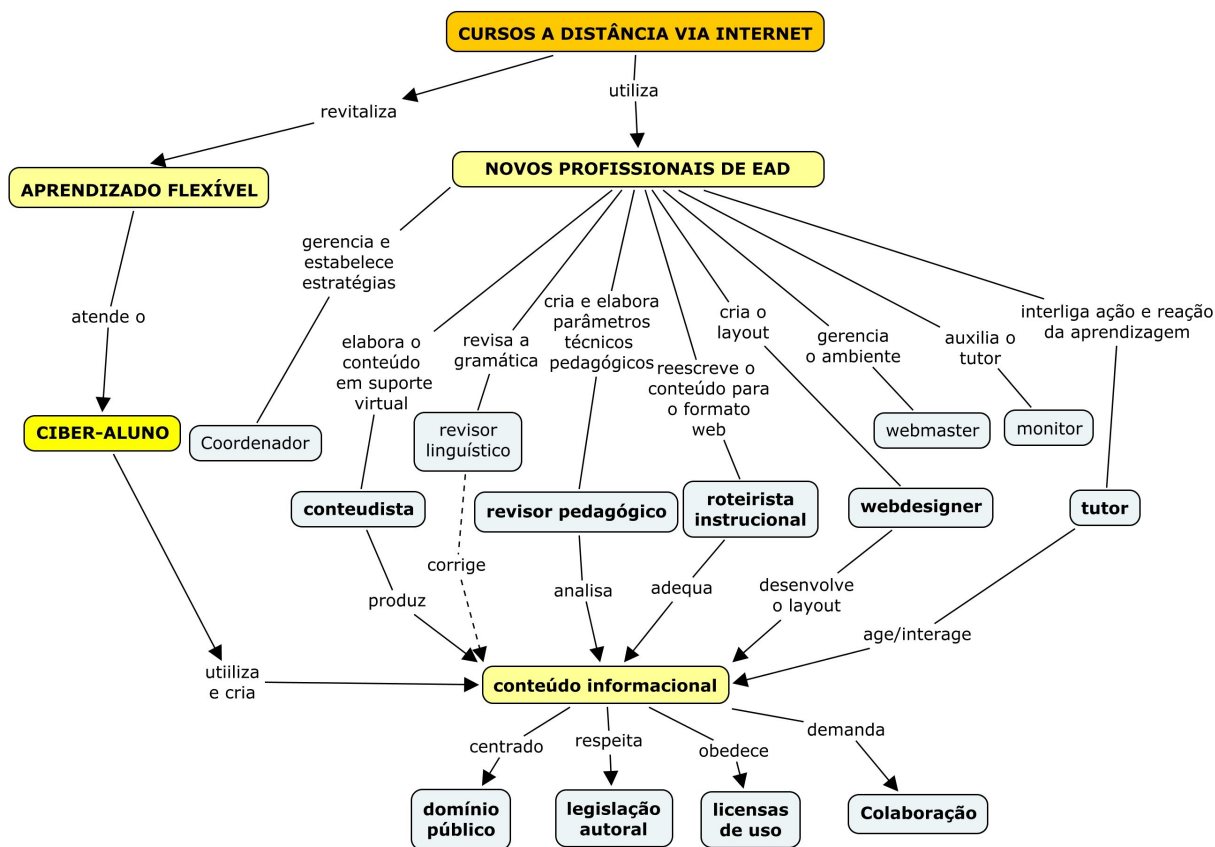 CURSOS A DISTÂNCIA VIA INTERNET
utiliza
revitaliza
NOVOS PROFISSIONAIS DE EAD
APRENDIZADO FLEXÍVEL
gerencia e
estabelece
estratégias
atende o
elabora o
conteúdo
em suporte
virtual
revisa a
gramática
cria e elabora
parâmetros
técnicos
pedagógicos
reescreve o
conteúdo para
o formato
web
cria o
layout
gerencia
o ambiente
auxilia o
tutor
interliga ação e reação
da aprendizagem
CIBER-ALUNO
Coordenador
revisor
linguístico
webmaster
monitor
conteudista
revisor pedagógico
roteirista
instrucional
webdesigner
tutor
produz
corrige
analisa
adequa
desenvolve
o layout
age/interage
utiiliza
e cria
conteúdo informacional
centrado
respeita
obedece
demanda
domínio
público
legislação
autoral
licensas
de uso
Colaboração